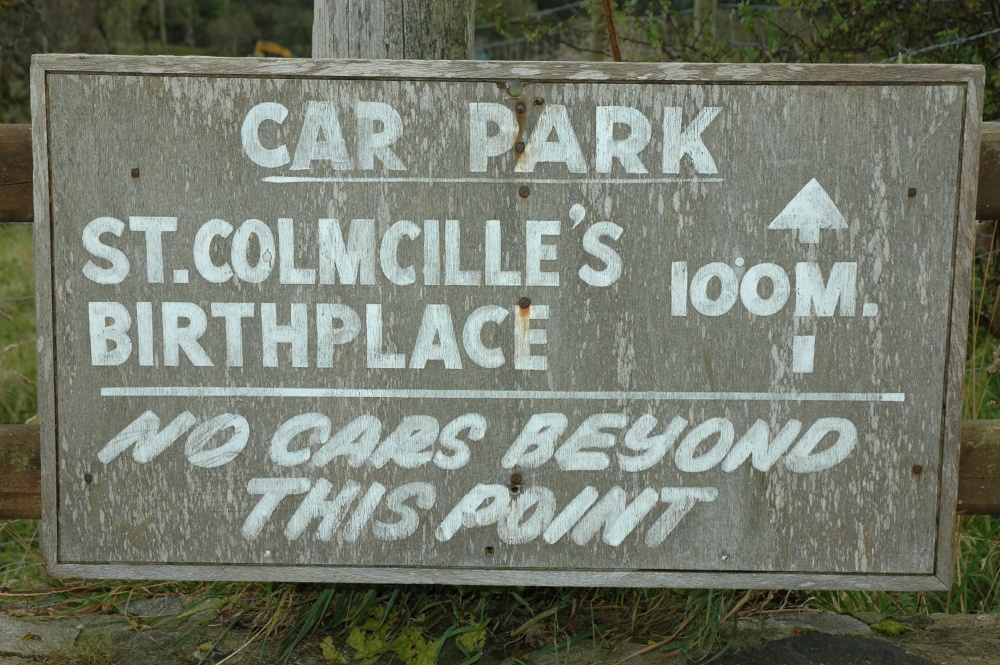 CAR PARK
ST. COLMCILLE'S
BIRTHPLACE
100M.
NO CARS BEYOND
THIS POINT